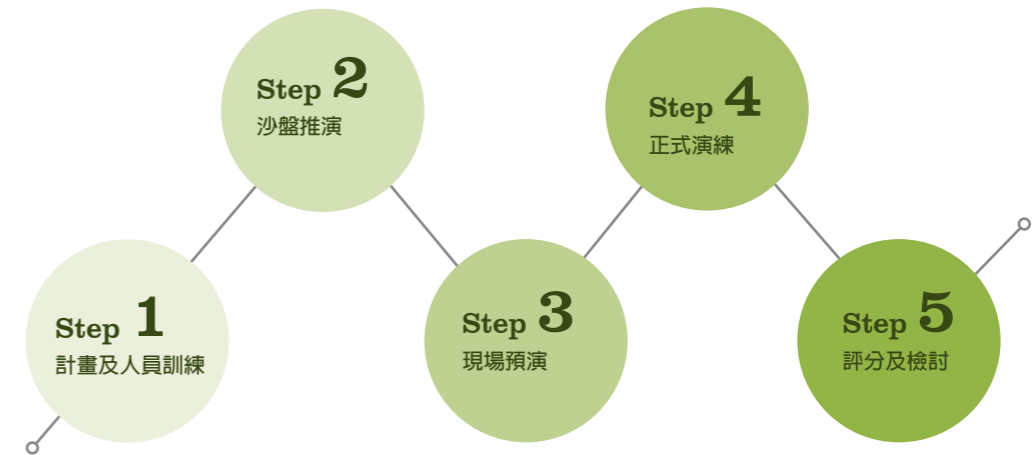 Step 1
計畫及人員訓練
Step 2
沙盤推演
Step 3
現場預演
Step 4
正式演練
Step 5
評分及檢討